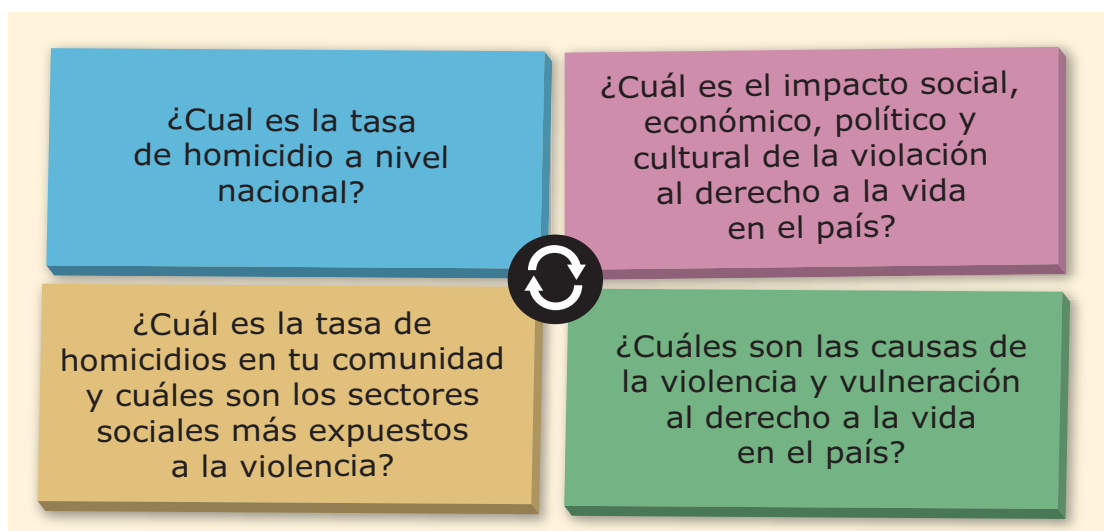 ¿Cual es la tasa
de homicidio a nivel
nacional?
¿Cuál es el impacto social,
económico, político y
cultural de la violación
al derecho a la vida
en el país?
¿Cuál es la tasa de
homicidios en tu comunidad
y cuáles son los sectores
sociales más expuestos
a la violencia?
¿Cuáles son las causas de
la violencia y vulneración
al derecho a la vida
en el país?